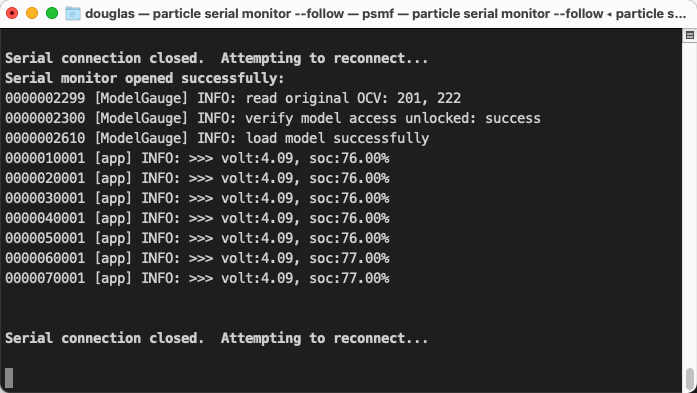 douglas — particle serial monitor --follow — psmf — particle serial monitor --follow ◂ particle s...
Serial connection closed.  Attempting to reconnect...
Serial monitor opened successfully:
0000002299 [ModelGauge] INFO: read original OCV: 201, 222
0000002300 [ModelGauge] INFO: verify model access unlocked: success
0000002610 [ModelGauge] INFO: load model successfully
0000010001 [app] INFO: >>> volt:4.09, soc:76.00%
0000020001 [app] INFO: >>> volt:4.09, soc:76.00%
0000030001 [app] INFO: >>> volt:4.09, soc:76.00%
0000040001 [app] INFO: >>> volt:4.09, soc:76.00%
0000050001 [app] INFO: >>> volt:4.09, soc:76.00%
0000060001 [app] INFO: >>> volt:4.09, soc:77.00%
0000070001 [app] INFO: >>> volt:4.09, soc:77.00%
Serial connection closed.  Attempting to reconnect...